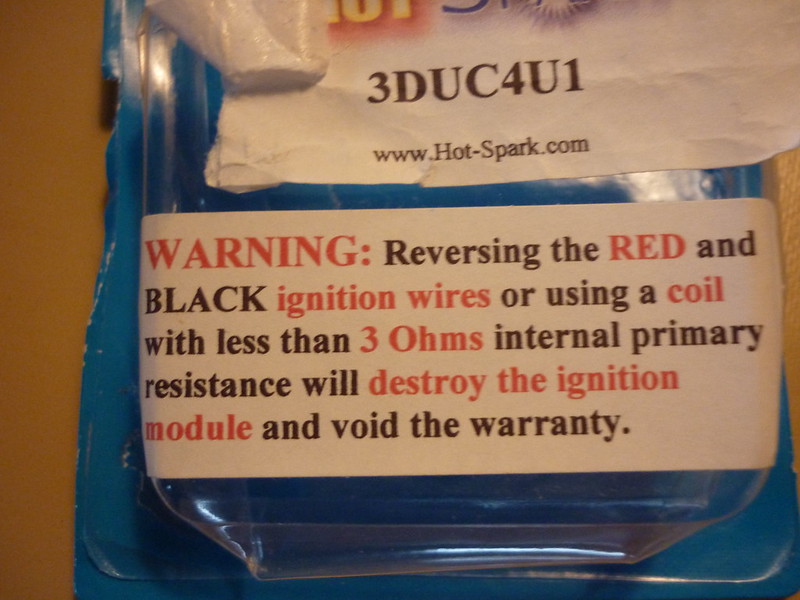 HOT
3DUC4U1
www.Hot-Spark.com
WARNING: Reversing the RED and
BLACK ignition wires or using a coil
with less than 3 Ohms internal primary
resistance will destroy the ignition
module and void the warranty.